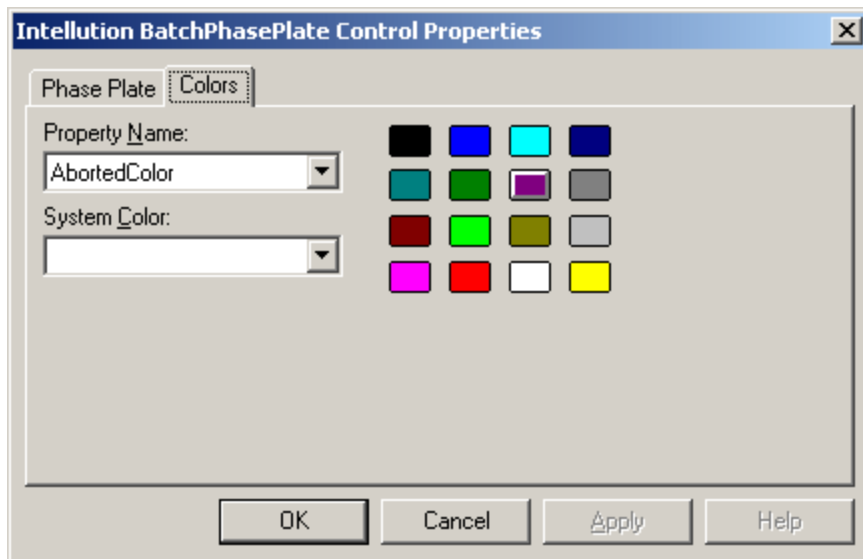 Intellution BatchPhasePlate Control Properties
Phase Plate Colors
Property Name:
AbortedColor
System Color:
OK Cancel Apply Help